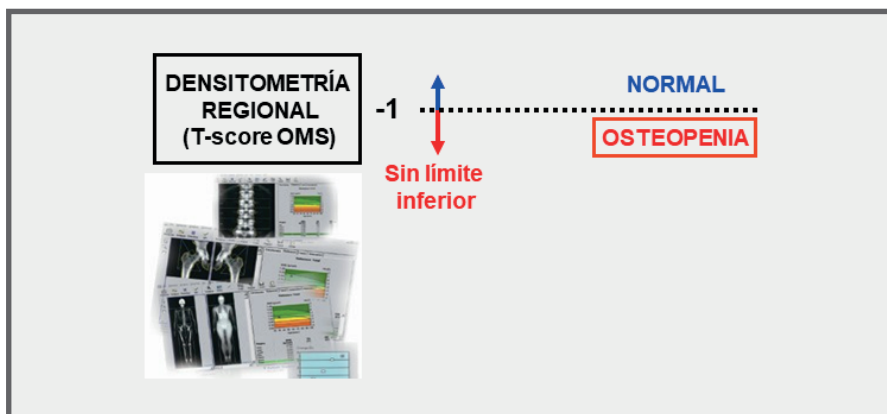 DENSITOMETRÍA
REGIONAL
(T-score OMS)
-1
NORMAL
OSTEOPENIA
Sin límite
inferior